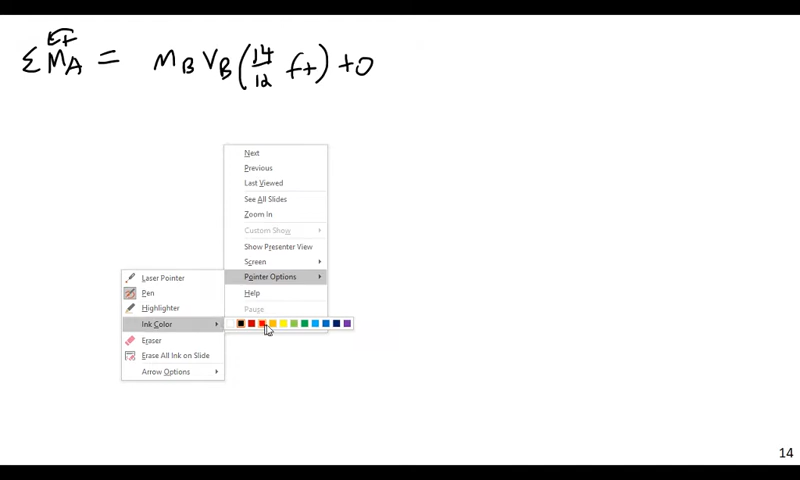 ΣM_A = m_B V_B (14/12 ft) + 0
Next
Previous
Last Viewed
See All Slides
Zoom In
Custom Show
Show Presenter View
Screen
Pointer Options
Help
Pause
Laser Pointer
Pen
Highlighter
Ink Color
Eraser
Erase All Ink on Slide
Arrow Options
14